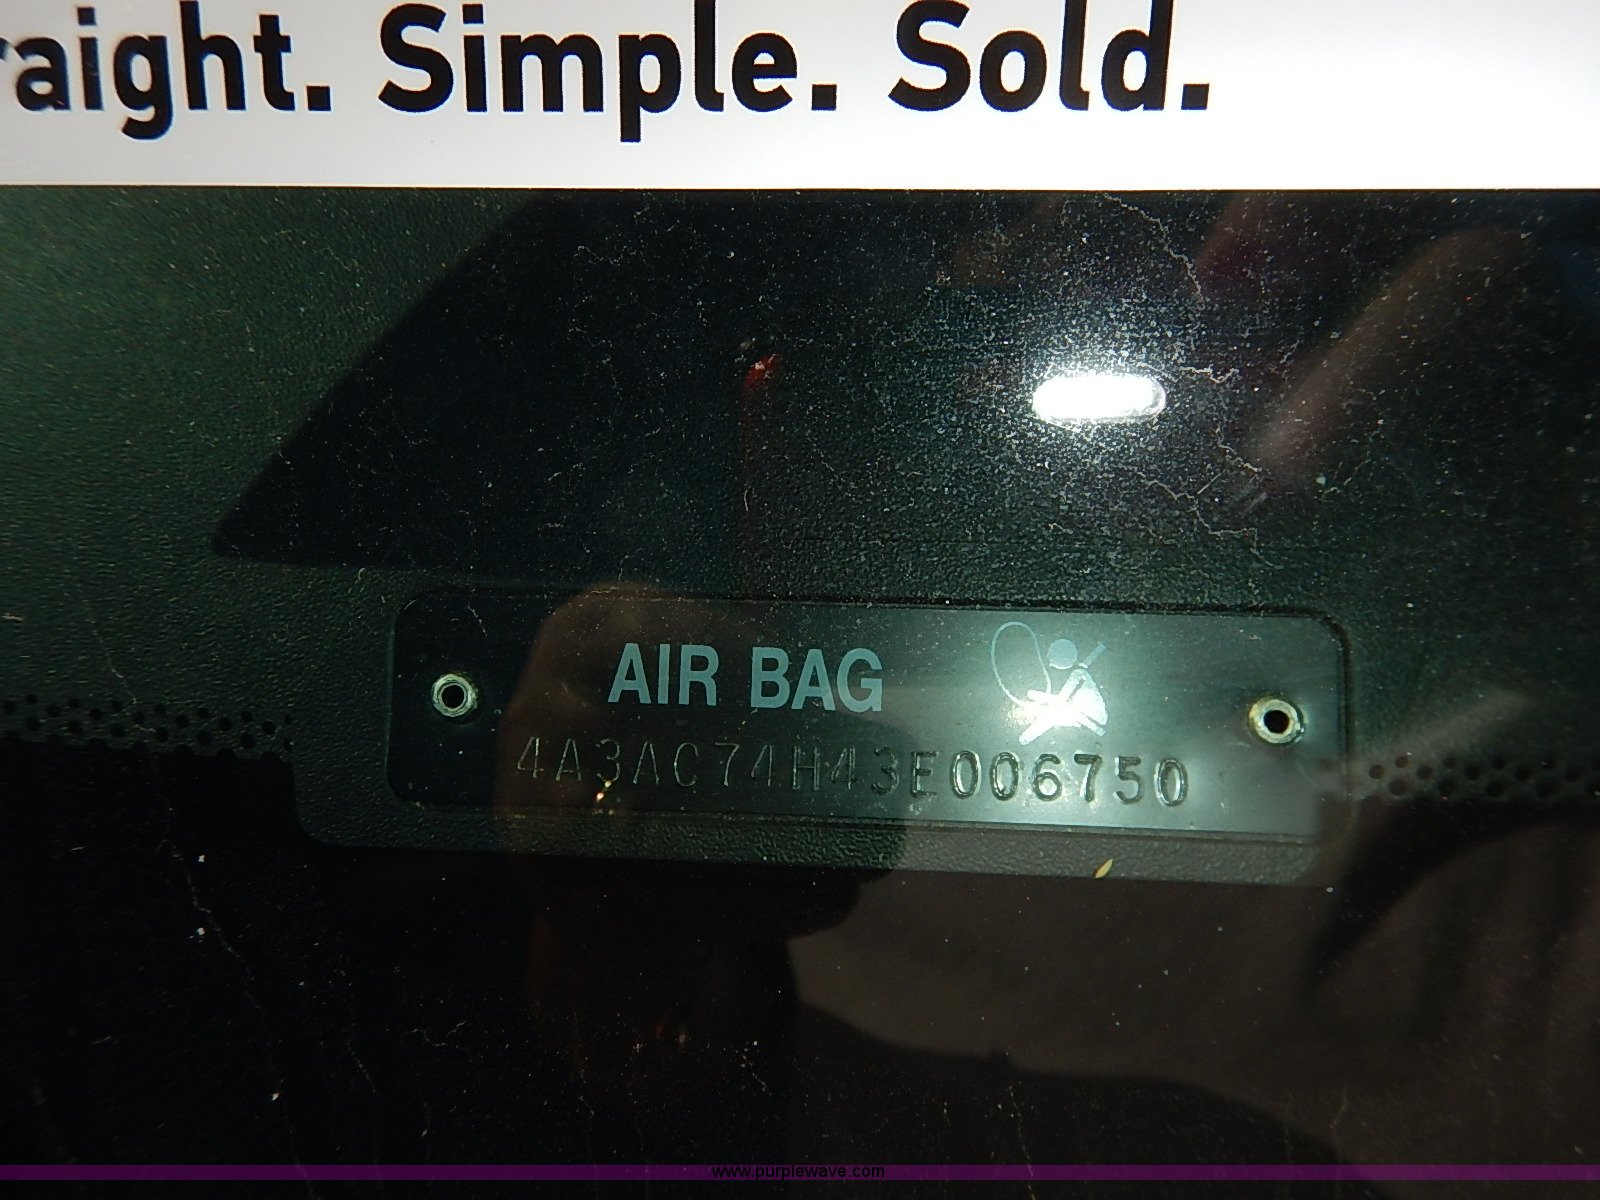 raight. Simple. Sold.
AIR BAG
4A3AC74H43E006750
www.purplewave.com